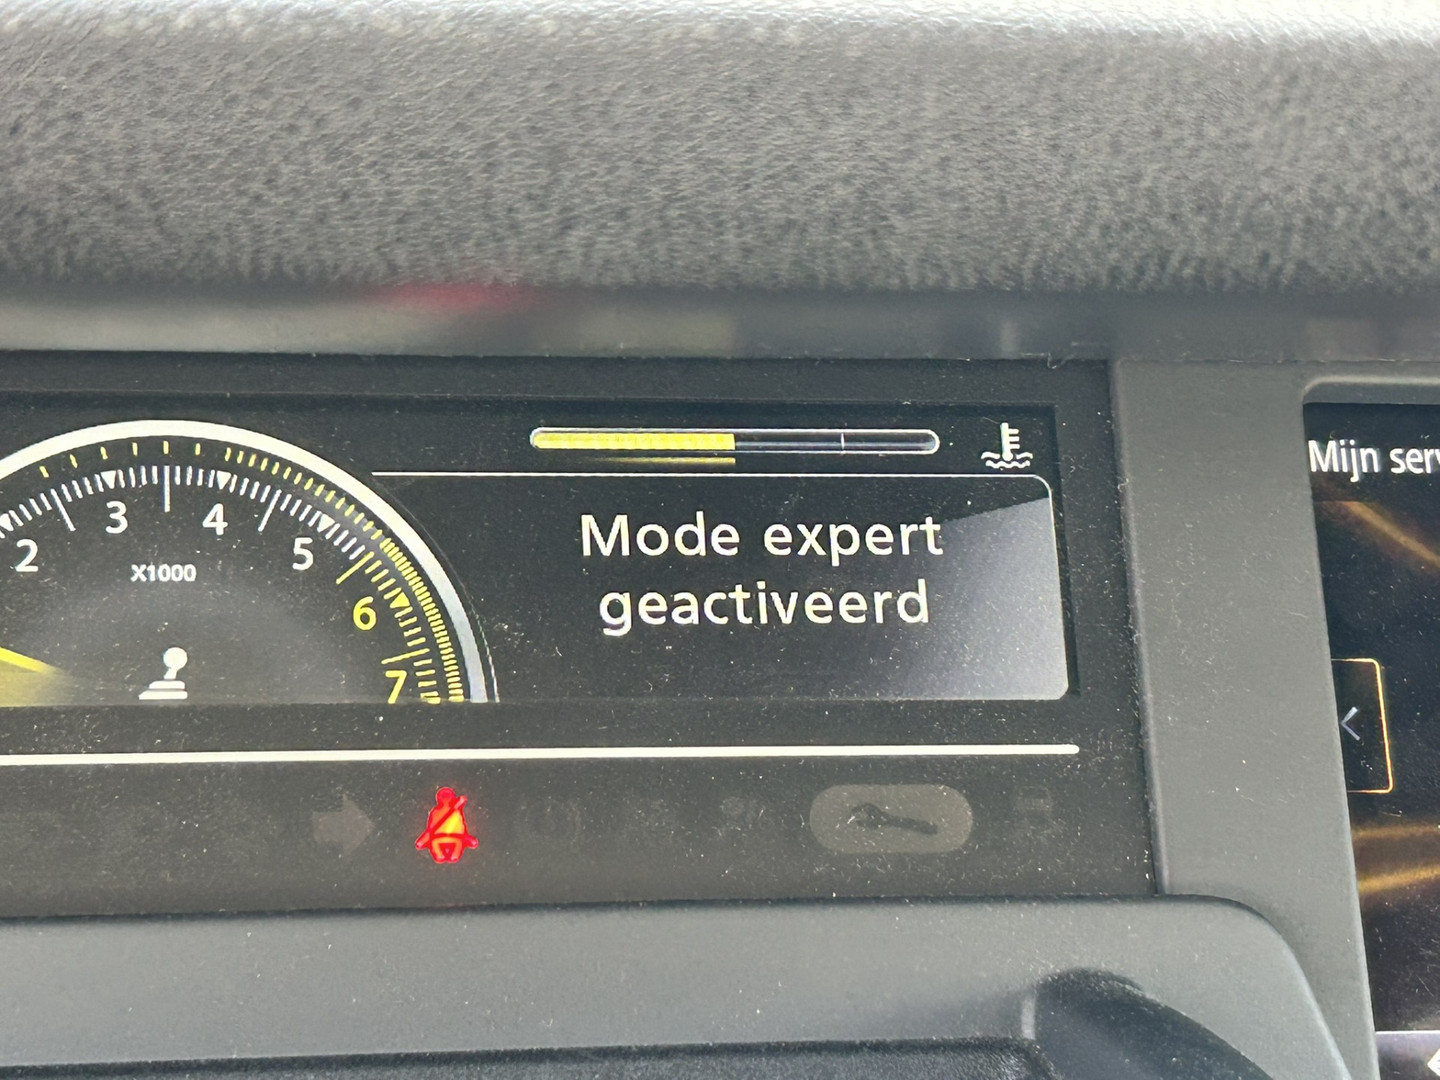 Mijn serv
Mode expert
geactiveerd
2
3
4
5
6
7
X1000